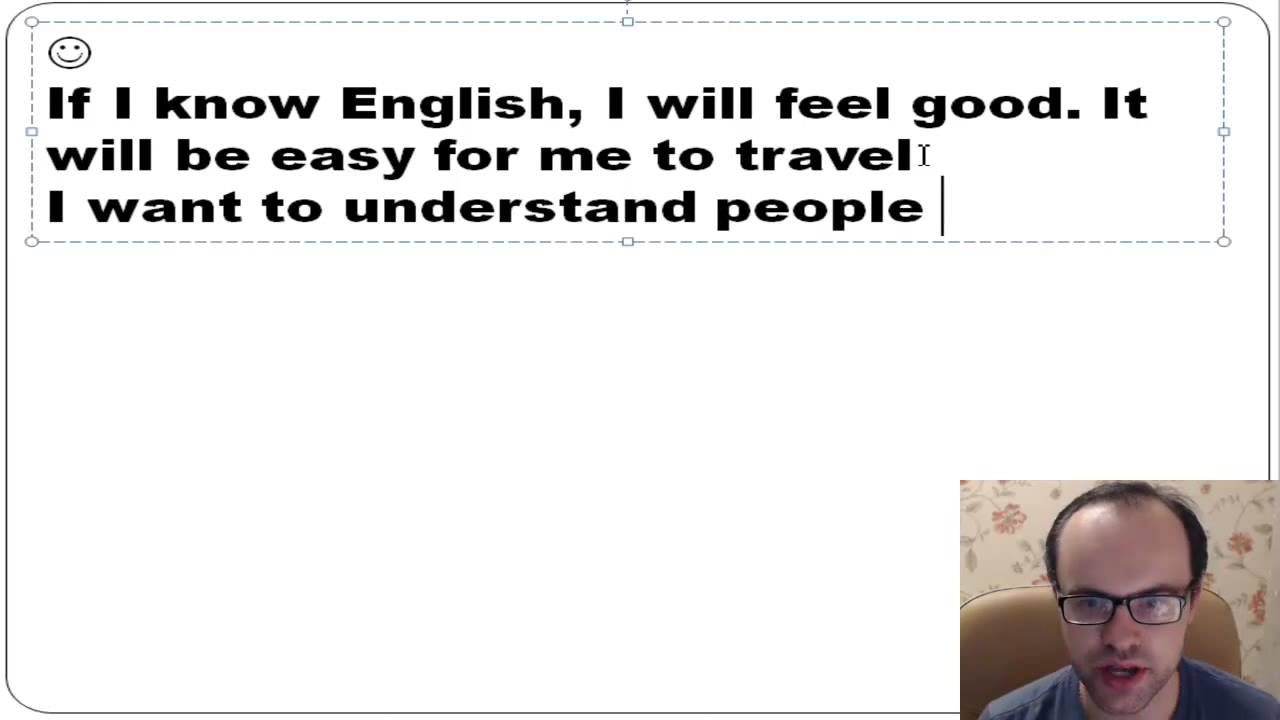 If I know English, I will feel good. It
will be easy for me to travel
I want to understand people